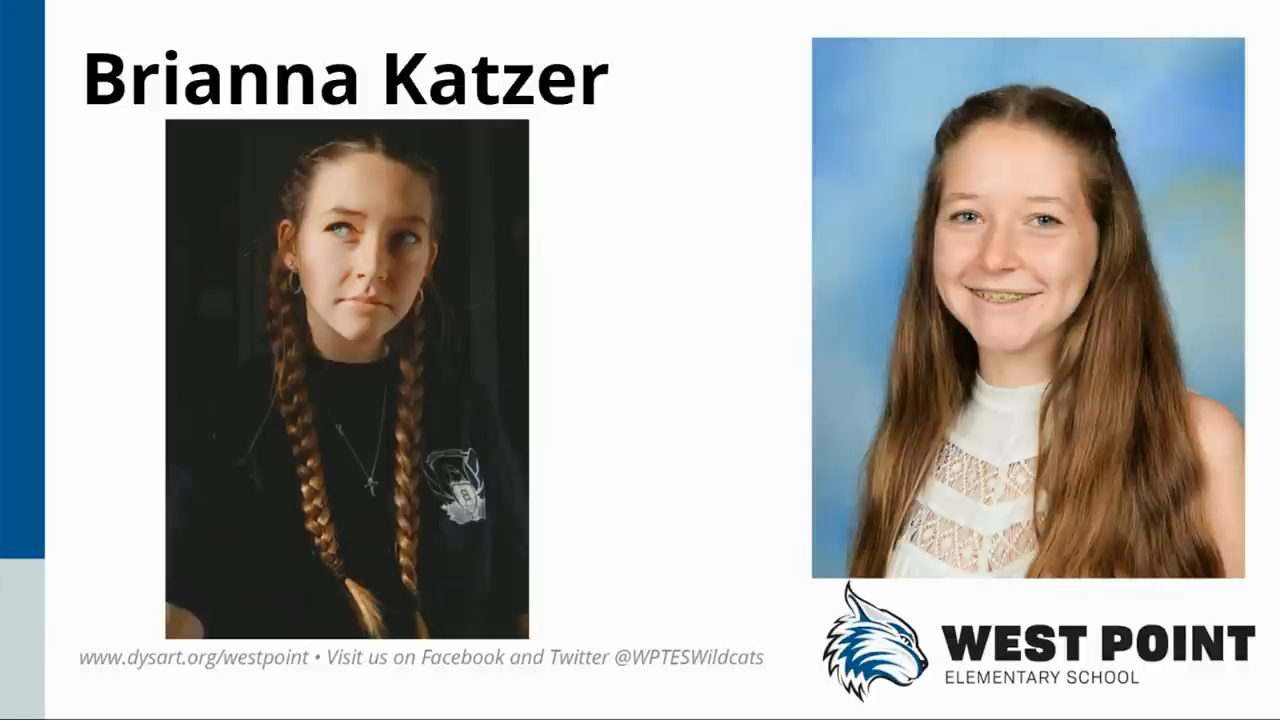 Brianna Katzer
B
www.dysart.org/westpoint • Visit us on Facebook and Twitter @WPTESWildcats
WEST POINT
ELEMENTARY SCHOOL